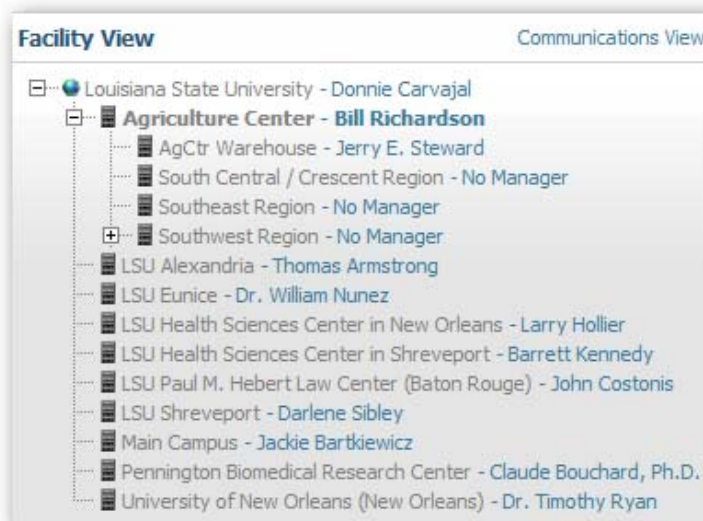 Facility View Communications View
Louisiana State University - Donnie Carvajal
Agriculture Center - Bill Richardson
AgCtr Warehouse - Jerry E. Steward
South Central / Crescent Region - No Manager
Southeast Region - No Manager
Southwest Region - No Manager
LSU Alexandria - Thomas Armstrong
LSU Eunice - Dr. William Nunez
LSU Health Sciences Center in New Orleans - Larry Hollier
LSU Health Sciences Center in Shreveport - Barrett Kennedy
LSU Paul M. Hebert Law Center (Baton Rouge) - John Costonis
LSU Shreveport - Darlene Sibley
Main Campus - Jackie Bartkiewicz
Pennington Biomedical Research Center - Claude Bouchard, Ph.D.
University of New Orleans (New Orleans) - Dr. Timothy Ryan